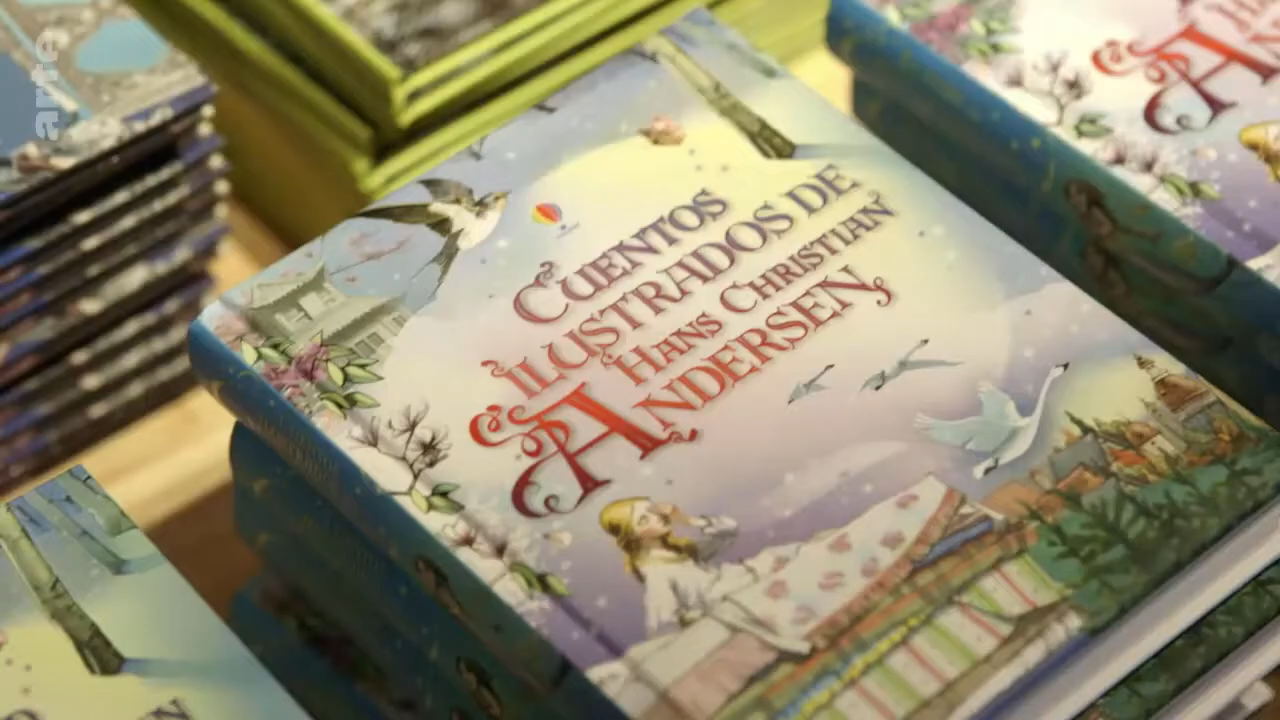 arte
CUENTOS
ILUSTRADOS DE
HANS CHRISTIAN
ANDERSEN